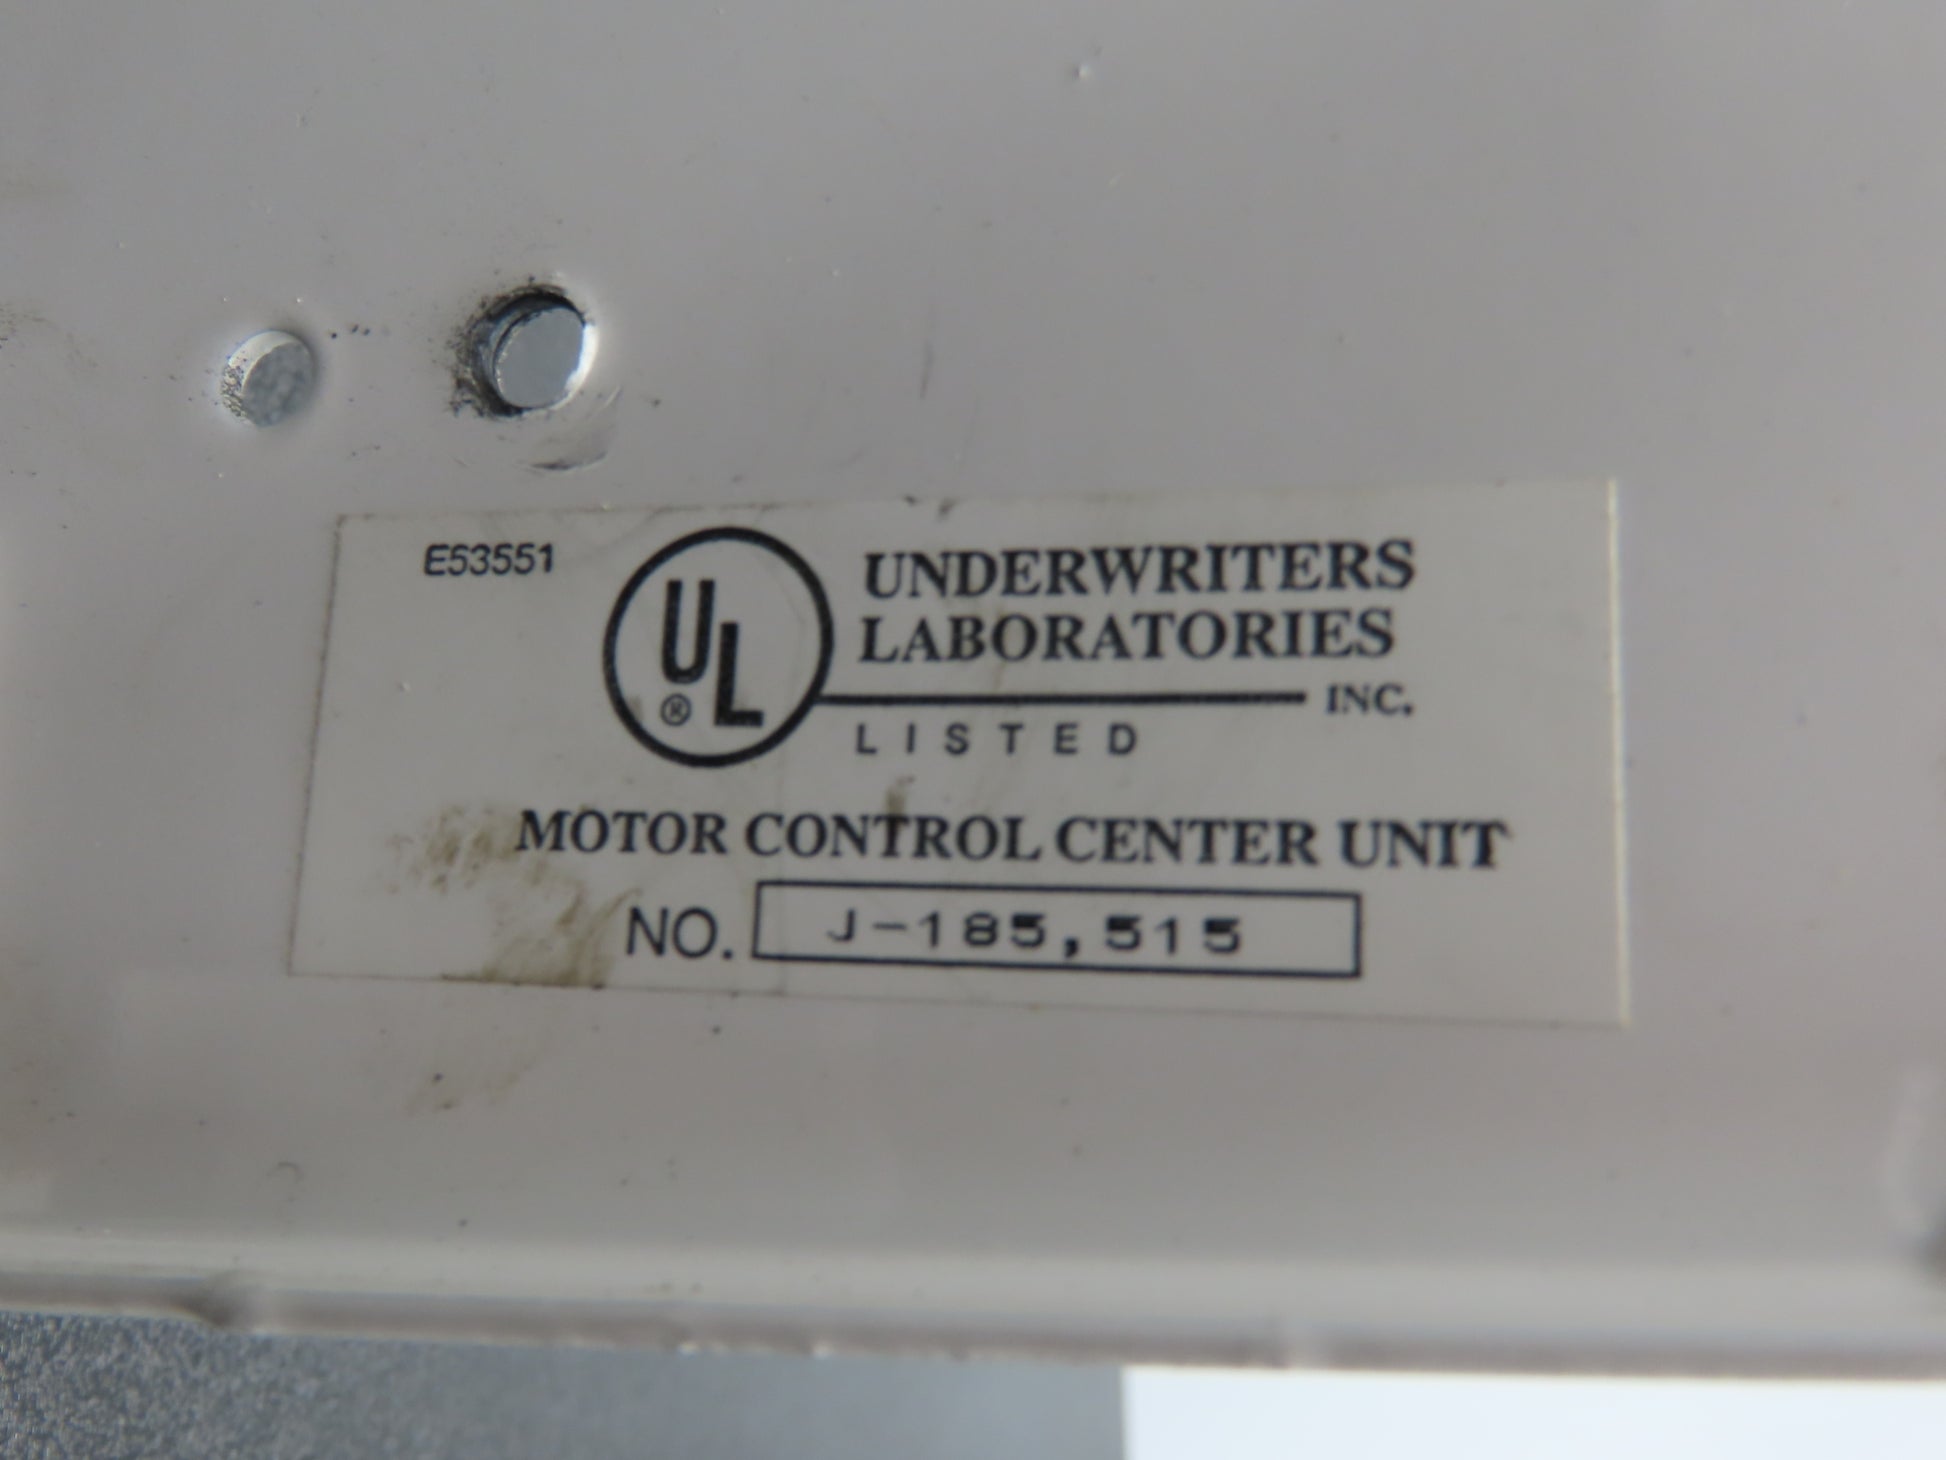 E53551
UL
®
UNDERWRITERS
LABORATORIES
INC.
LISTED
MOTOR CONTROL CENTER UNIT
NO. J-185,515